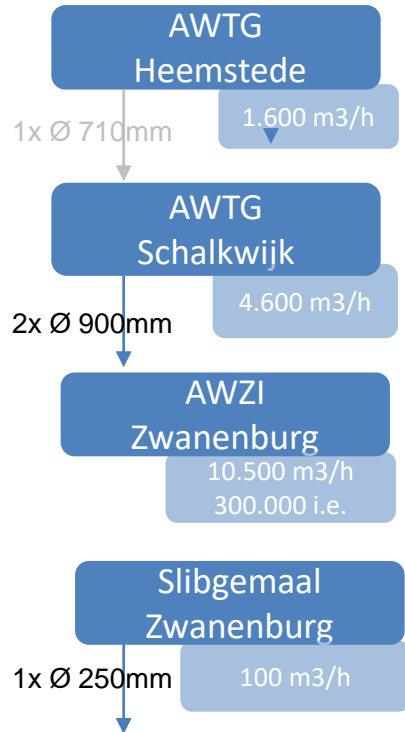 AWTG
Heemstede
1.600 m3/h
1x Ø 710mm
AWTG
Schalkwijk
4.600 m3/h
2x Ø 900mm
AWZI
Zwanenburg
10.500 m3/h
300.000 i.e.
Slibgemaal
Zwanenburg
1x Ø 250mm
100 m3/h